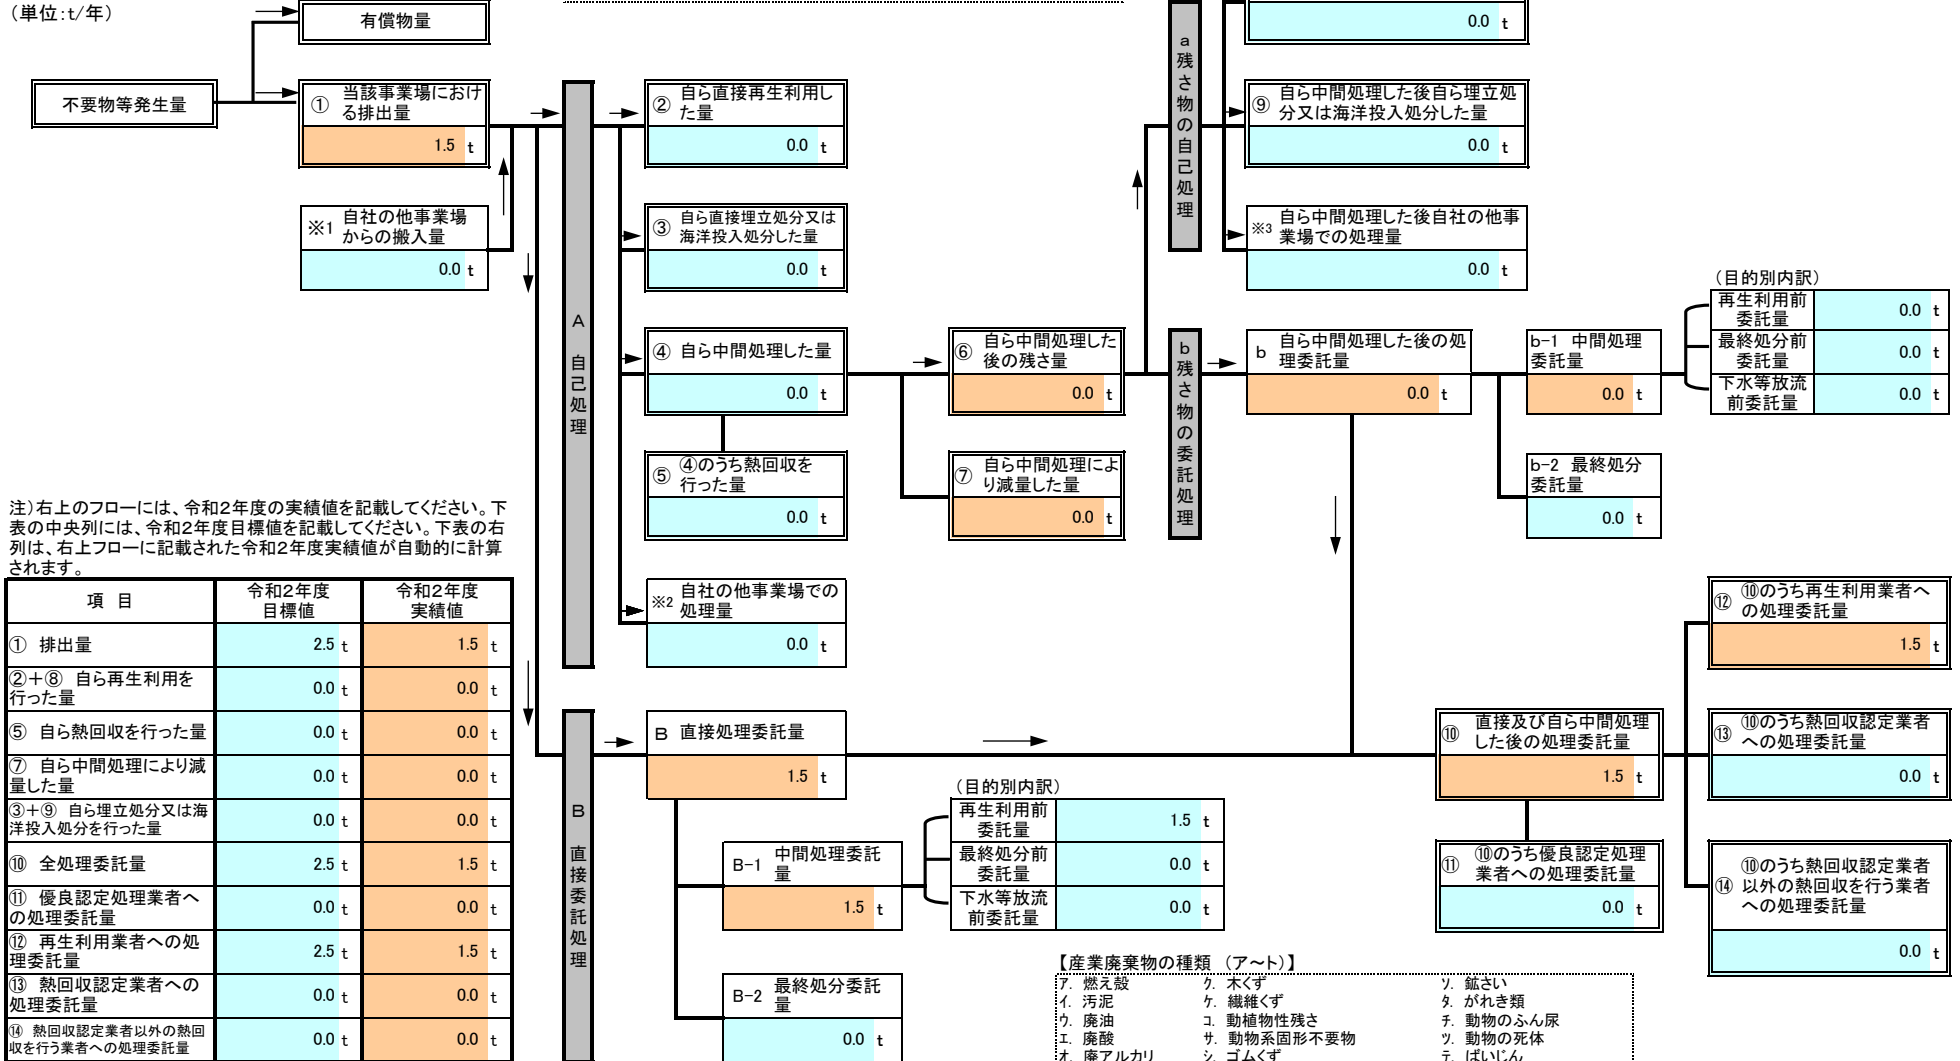 （単位：t/年）
有償物量
不要物等発生量
① 当該事業場におけ
る排出量
1.5 t
※1 自社の他事業場
からの搬入量
0.0 t
A 自己処理
② 自ら直接再生利用し
た量
0.0 t
③ 自ら直接埋立処分又は
海洋投入処分した量
0.0 t
④ 自ら中間処理した量
0.0 t
⑤ ④のうち熱回収を
行った量
0.0 t
※2 自社の他事業場での
処理量
0.0 t
⑥ 自ら中間処理した
後の残さ量
0.0 t
⑦ 自ら中間処理によ
り減量した量
0.0 t
a 残さ物の自己処理
0.0 t
⑨ 自ら中間処理した後自ら埋立処
分又は海洋投入処分した量
0.0 t
※3 自ら中間処理した後自社の他事
業場での処理量
0.0 t
b 残さ物の委託処理
b 自ら中間処理した後の処
理委託量
0.0 t
b-1 中間処理
委託量
0.0 t
b-2 最終処分
委託量
0.0 t
（目的別内訳）
再生利用前
委託量 0.0 t
最終処分前
委託量 0.0 t
下水等放流
前委託量 0.0 t
注）右上のフローには、令和２年度の実績値を記載してください。下
表の中央列には、令和２年度目標値を記載してください。下表の右
列は、右上フローに記載された令和２年度実績値が自動的に計算
されます。
項 目 令和２年度
目標値 令和２年度
実績値
① 排出量 2.5 t 1.5 t
②＋⑧ 自ら再生利用を
行った量 0.0 t 0.0 t
⑤ 自ら熱回収を行った量 0.0 t 0.0 t
⑦ 自ら中間処理により減
量した量 0.0 t 0.0 t
③＋⑨ 自ら埋立処分又は海
洋投入処分を行った量 0.0 t 0.0 t
⑩ 全処理委託量 2.5 t 1.5 t
⑪ 優良認定処理業者へ
の処理委託量 0.0 t 0.0 t
⑫ 再生利用業者への処
理委託量 2.5 t 1.5 t
⑬ 熱回収認定業者への
処理委託量 0.0 t 0.0 t
⑭ 熱回収認定業者以外の熱回
収を行う業者への処理委託量 0.0 t 0.0 t
B 直接委託処理
B 直接処理委託量
1.5 t
B-1 中間処理委託
量
1.5 t
B-2 最終処分委託
量
0.0 t
（目的別内訳）
再生利用前
委託量 1.5 t
最終処分前
委託量 0.0 t
下水等放流
前委託量 0.0 t
⑩ 直接及び自ら中間処理
した後の処理委託量
1.5 t
⑪ ⑩のうち優良認定処理
業者への処理委託量
0.0 t
⑫ ⑩のうち再生利用業者へ
の処理委託量
1.5 t
⑬ ⑩のうち熱回収認定業者
への処理委託量
0.0 t
⑭ ⑩のうち熱回収認定業者
以外の熱回収を行う業者
への処理委託量
0.0 t
【産業廃棄物の種類 （ア～ト）】
ｱ. 燃え殻 ｸ. 木くず ｿ. 鉱さい
ｲ. 汚泥 ｹ. 繊維くず ﾀ. がれき類
ｳ. 廃油 ｺ. 動植物性残さ ﾁ. 動物のふん尿
ｴ. 廃酸 ｻ. 動物系固形不要物 ﾂ. 動物の死体
ｵ. 廃アルカリ ｼ. ゴムくず ﾃ. ばいじん